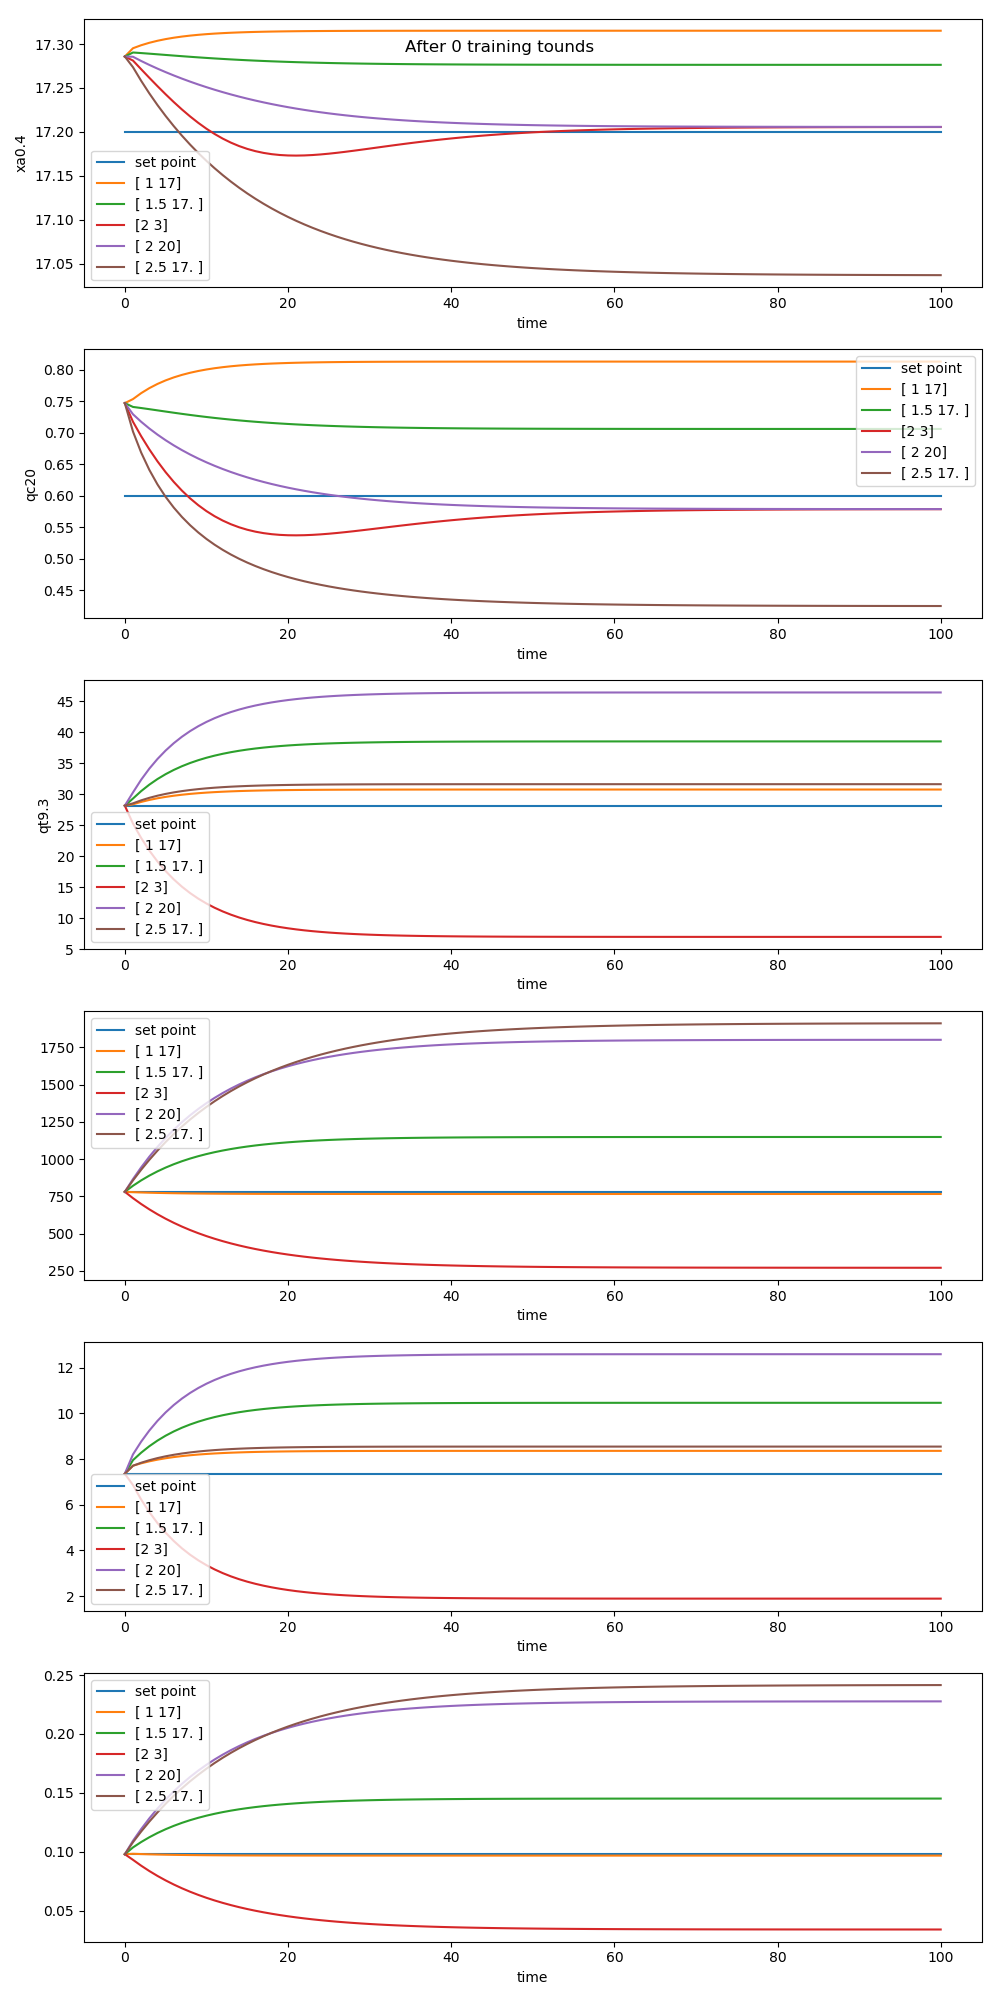 After 0 training tounds
17.30
17.25
17.20
17.15
17.10
17.05
xa0.4
set point
[ 1 17]
[ 1.5 17. ]
[2 3]
[ 2 20]
[ 2.5 17. ]
0 20 40 60 80 100
time
0.80
0.75
0.70
0.65
0.60
0.55
0.50
0.45
qc20
set point
[ 1 17]
[ 1.5 17. ]
[2 3]
[ 2 20]
[ 2.5 17. ]
0 20 40 60 80 100
time
45
40
35
30
25
20
15
10
5
qt9.3
set point
[ 1 17]
[ 1.5 17. ]
[2 3]
[ 2 20]
[ 2.5 17. ]
0 20 40 60 80 100
time
1750
1500
1250
1000
750
500
250
set point
[ 1 17]
[ 1.5 17. ]
[2 3]
[ 2 20]
[ 2.5 17. ]
0 20 40 60 80 100
time
12
10
8
6
4
2
set point
[ 1 17]
[ 1.5 17. ]
[2 3]
[ 2 20]
[ 2.5 17. ]
0 20 40 60 80 100
time
0.25
0.20
0.15
0.10
0.05
set point
[ 1 17]
[ 1.5 17. ]
[2 3]
[ 2 20]
[ 2.5 17. ]
0 20 40 60 80 100
time